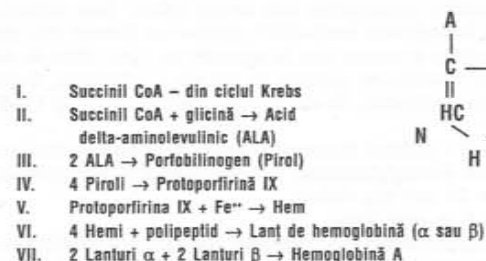 A
C
HC
N
H
I. Succinil CoA – din ciclul Krebs
II. Succinil CoA + glicină → Acid
delta-aminolevulinic (ALA)
III. 2 ALA → Porfobilinogen (Pirol)
IV. 4 Piroli → Protoporfirină IX
V. Protoporfirina IX + Fe⁺⁺ → Hem
VI. 4 Hemi + polipeptid → Lanț de hemoglobină (α sau β)
VII. 2 Lanturi α + 2 Lanturi β → Hemoglobină A